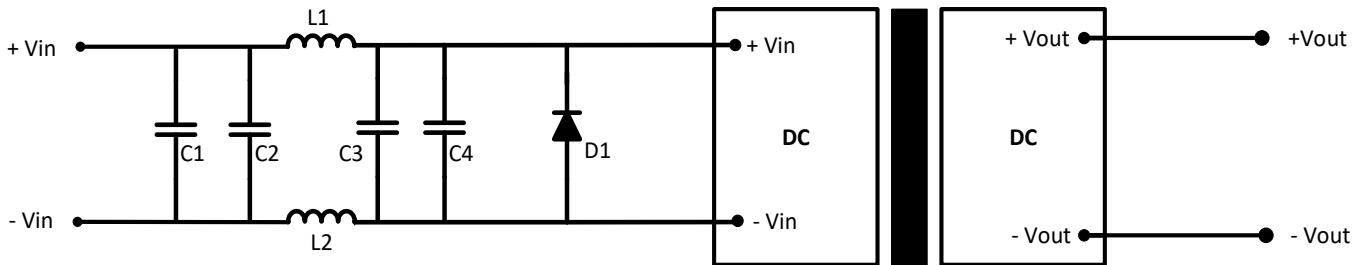 L1
+ Vin
+ Vin
+ Vout
+Vout
C1
C2
C3
C4
D1
DC
DC
- Vin
- Vin
- Vout
- Vout
L2